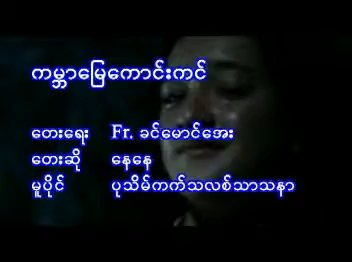 ကမ္ဘာမြေကောင်းကင်
တေးရေး Fr. ခင်မောင်အေး
တေးဆို နေနေ
မူပိုင် ပုသိမ်ကက်သလစ်သာသနာ